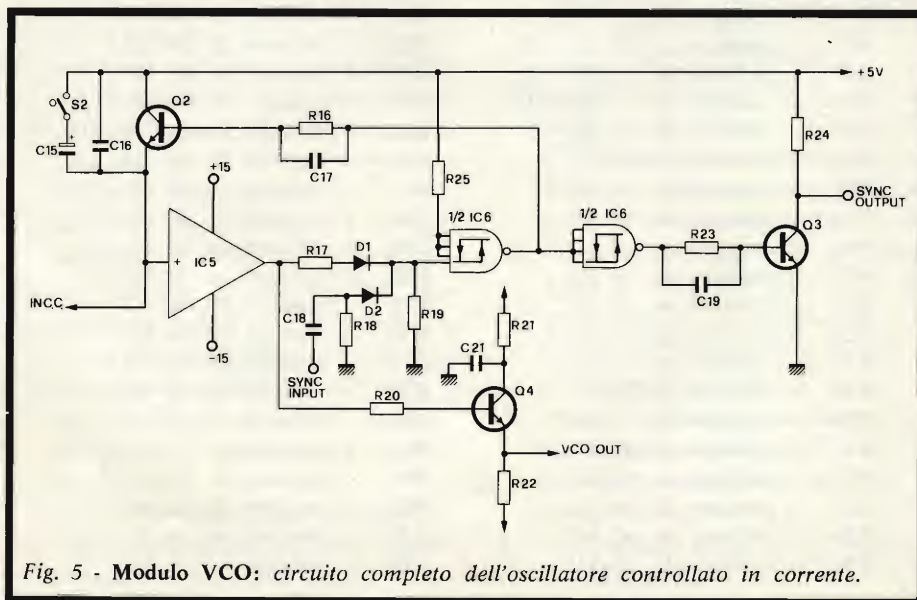 +5V
S2
Q2
C15
C16
R16
C17
R25
R24
SYNC
OUTPUT
1/2 IC6
1/2 IC6
+15
IC5
+
-15
INC.C
R17
D1
D2
C18
R18
R19
SYNC
INPUT
R23
C19
Q3
R21
C21
Q4
R20
VCO OUT
R22
Fig. 5 - Modulo VCO: circuito completo dell'oscillatore controllato in corrente.